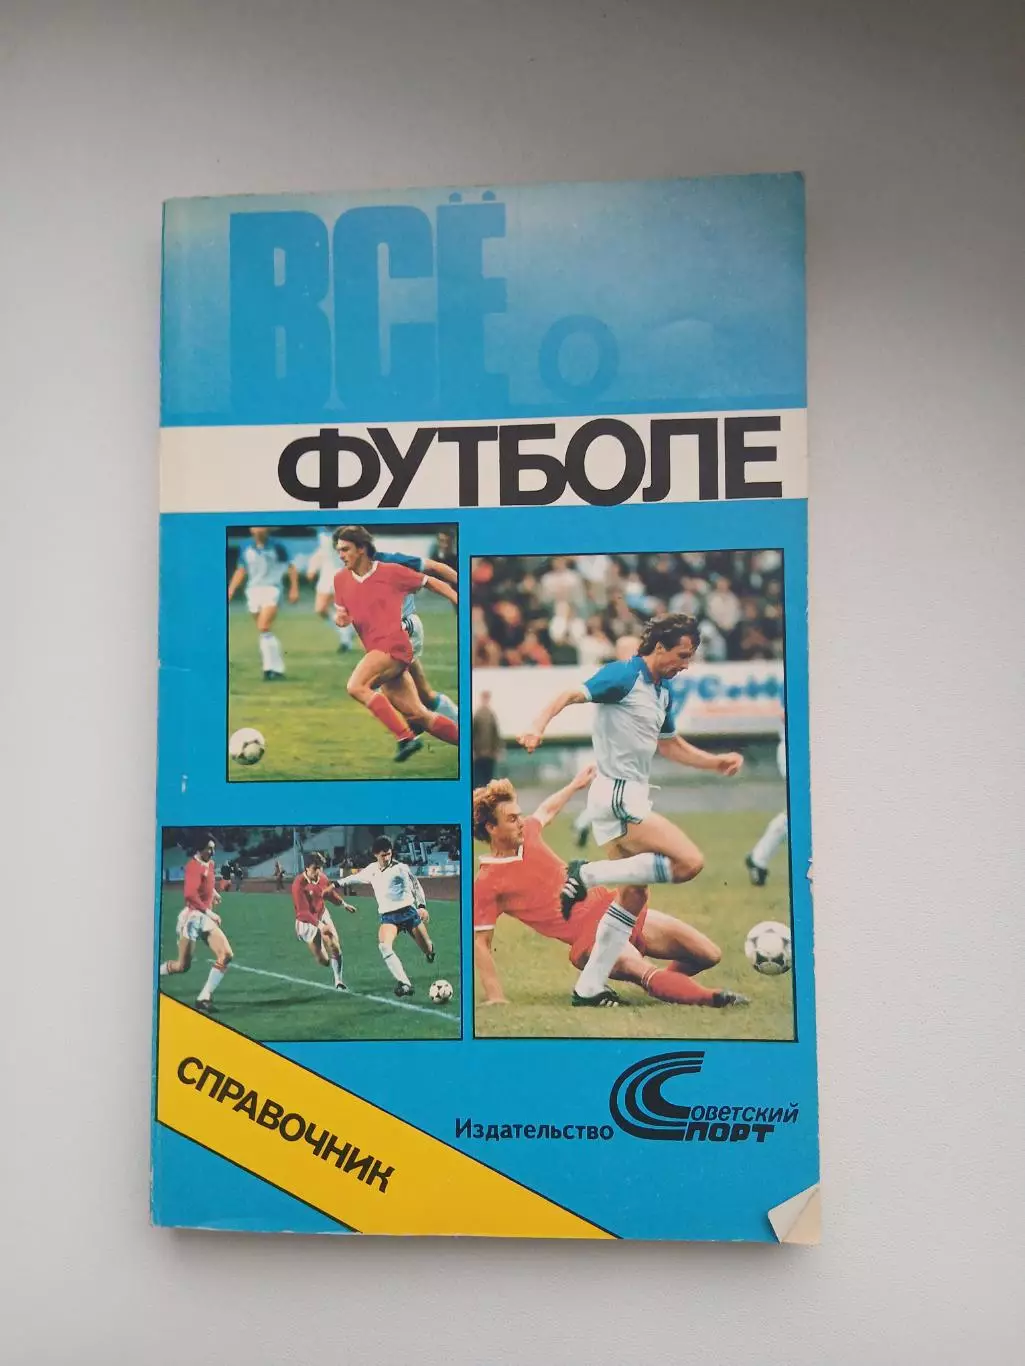 ВСЁ о
ФУТБОЛЕ
СПРАВОЧНИК
Издательство Советский
Спорт